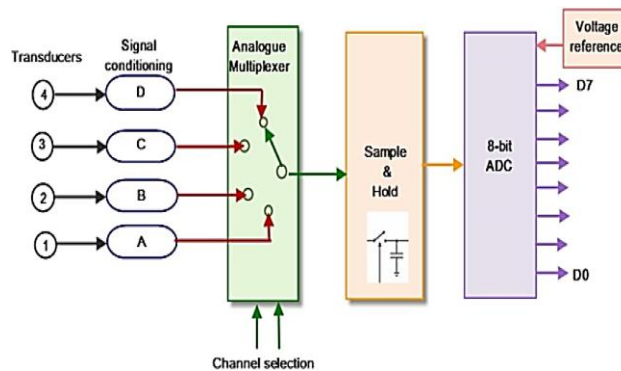 Transducers
Signal
conditioning
Analogue
Multiplexer
Voltage
reference
4
D
3
C
2
B
1
A
Sample
&
Hold
8-bit
ADC
D7
D0
Channel selection